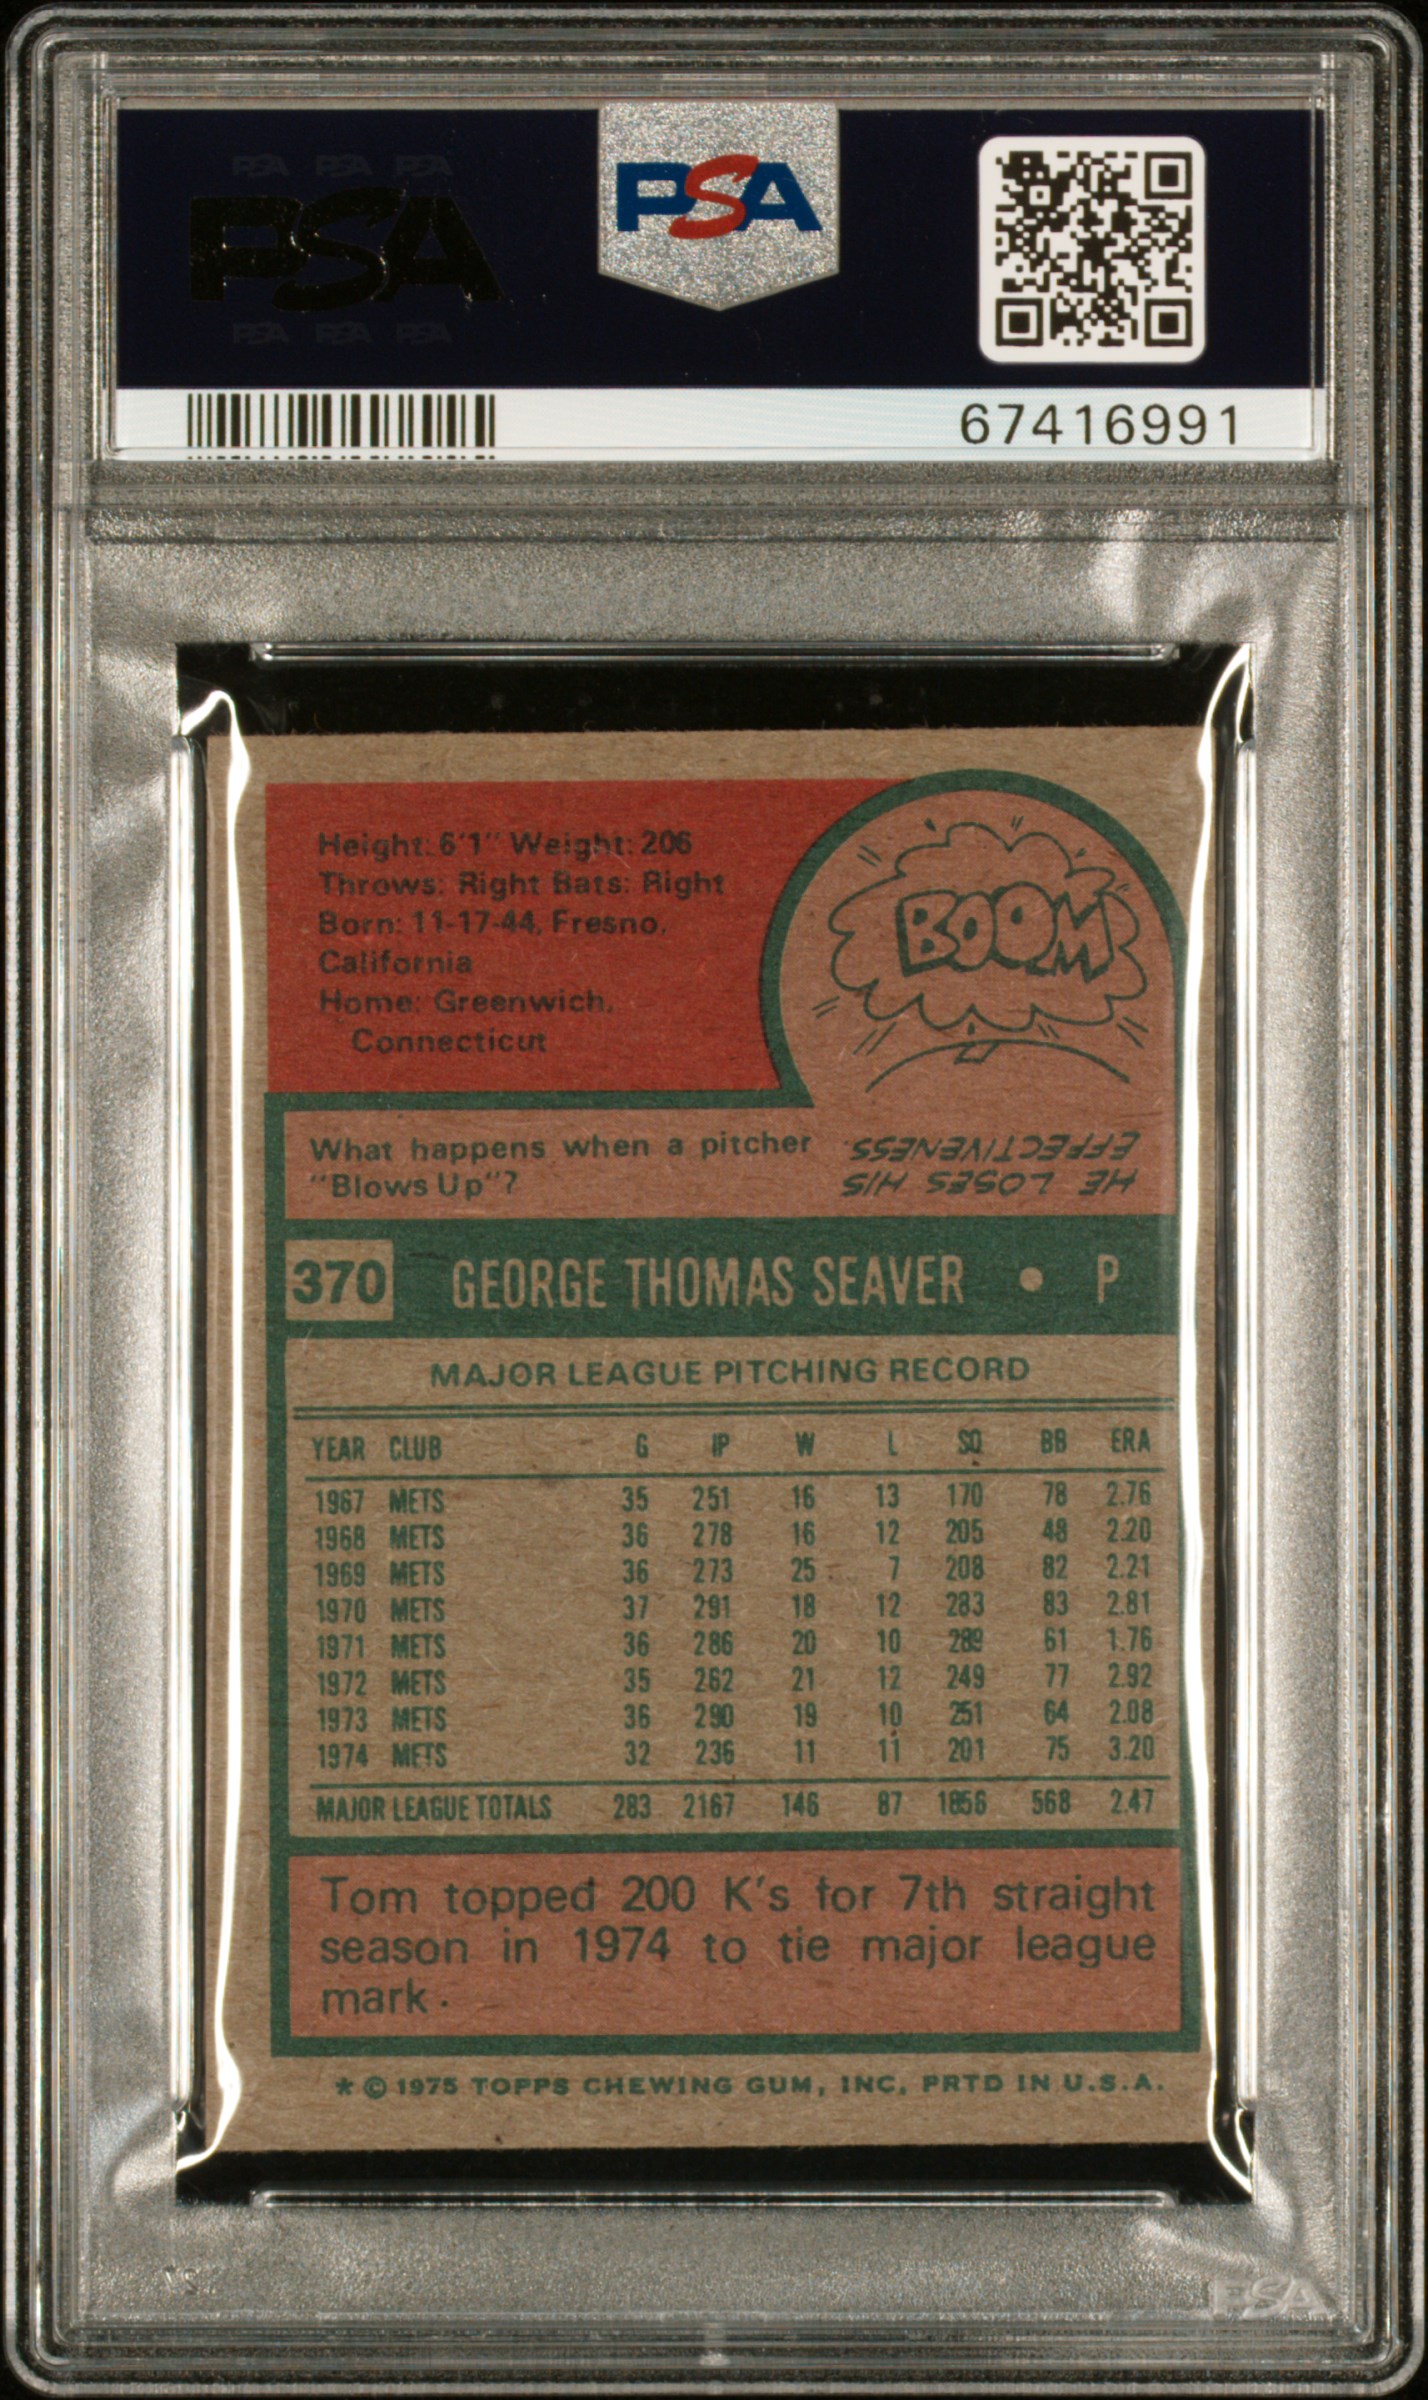 PSA PSA PSA
PSA
PSA PSA PSA
PSA
67416991
Height: 6'1" Weight: 206
Throws: Right Bats: Right
Born: 11-17-44, Fresno,
California
Home: Greenwich,
Connecticut
BOOM
What happens when a pitcher
"Blows Up"?
HE LOSES HIS
EFFECTIVENESS.
370 GEORGE THOMAS SEAVER • P
MAJOR LEAGUE PITCHING RECORD
YEAR CLUB G IP W L SO BB ERA
1967 METS 35 251 16 13 170 78 2.76
1968 METS 36 278 16 12 205 48 2.20
1969 METS 36 273 25 7 208 82 2.21
1970 METS 37 291 18 12 283 83 2.81
1971 METS 36 286 20 10 289 61 1.76
1972 METS 35 262 21 12 249 77 2.92
1973 METS 36 290 19 10 251 64 2.08
1974 METS 32 236 11 11 201 75 3.20
MAJOR LEAGUE TOTALS 283 2167 146 87 1856 568 2.47
Tom topped 200 K's for 7th straight
season in 1974 to tie major league
mark.
* © 1975 TOPPS CHEWING GUM, INC. PRTD IN U.S.A.
PSA